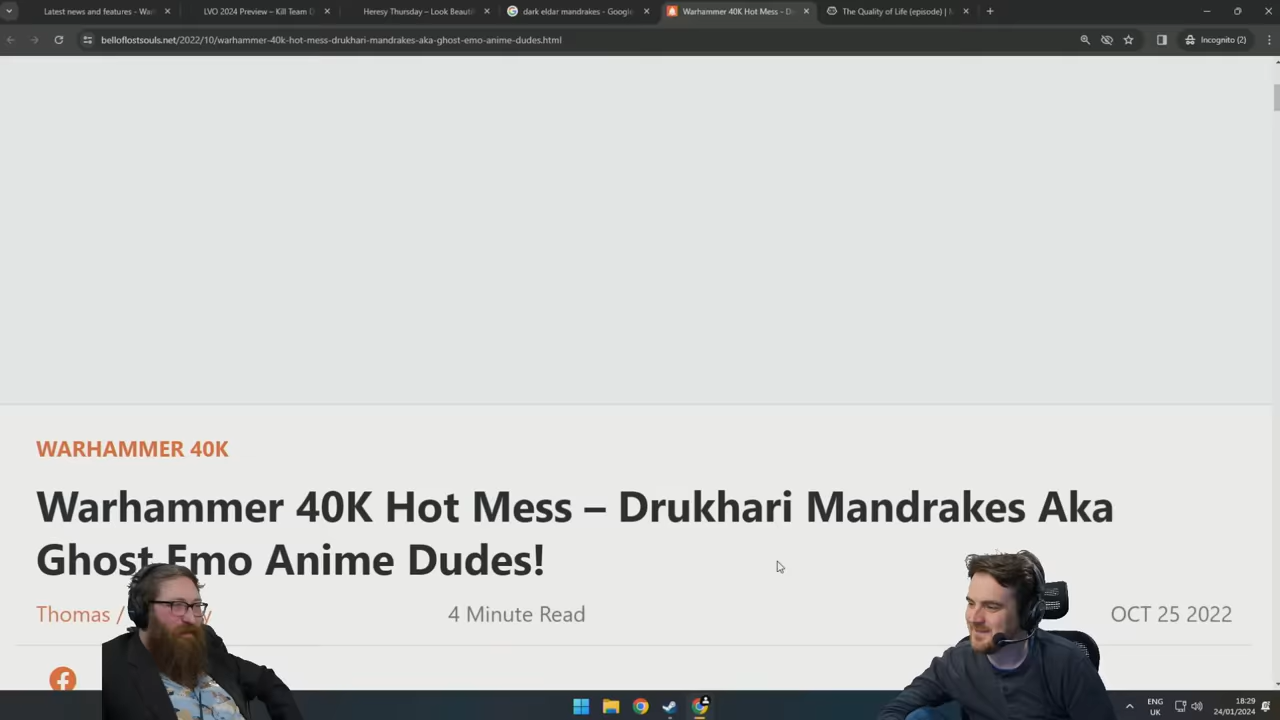 Latest news and features - War
LVO 2024 Preview – Kill Team D
Heresy Thursday – Look Beauti
dark eldar mandrakes - Google
Warhammer 40K Hot Mess – D
The Quality of Life (episode) |
belloflostsouls.net/2022/10/warhammer-40k-hot-mess-drukhari-mandrakes-aka-ghost-emo-anime-dudes.html
Incognito (2)
WARHAMMER 40K
Warhammer 40K Hot Mess – Drukhari Mandrakes Aka
Ghost Emo Anime Dudes!
Thomas / y
4 Minute Read
OCT 25 2022
ENG
UK
18:29
24/01/2024